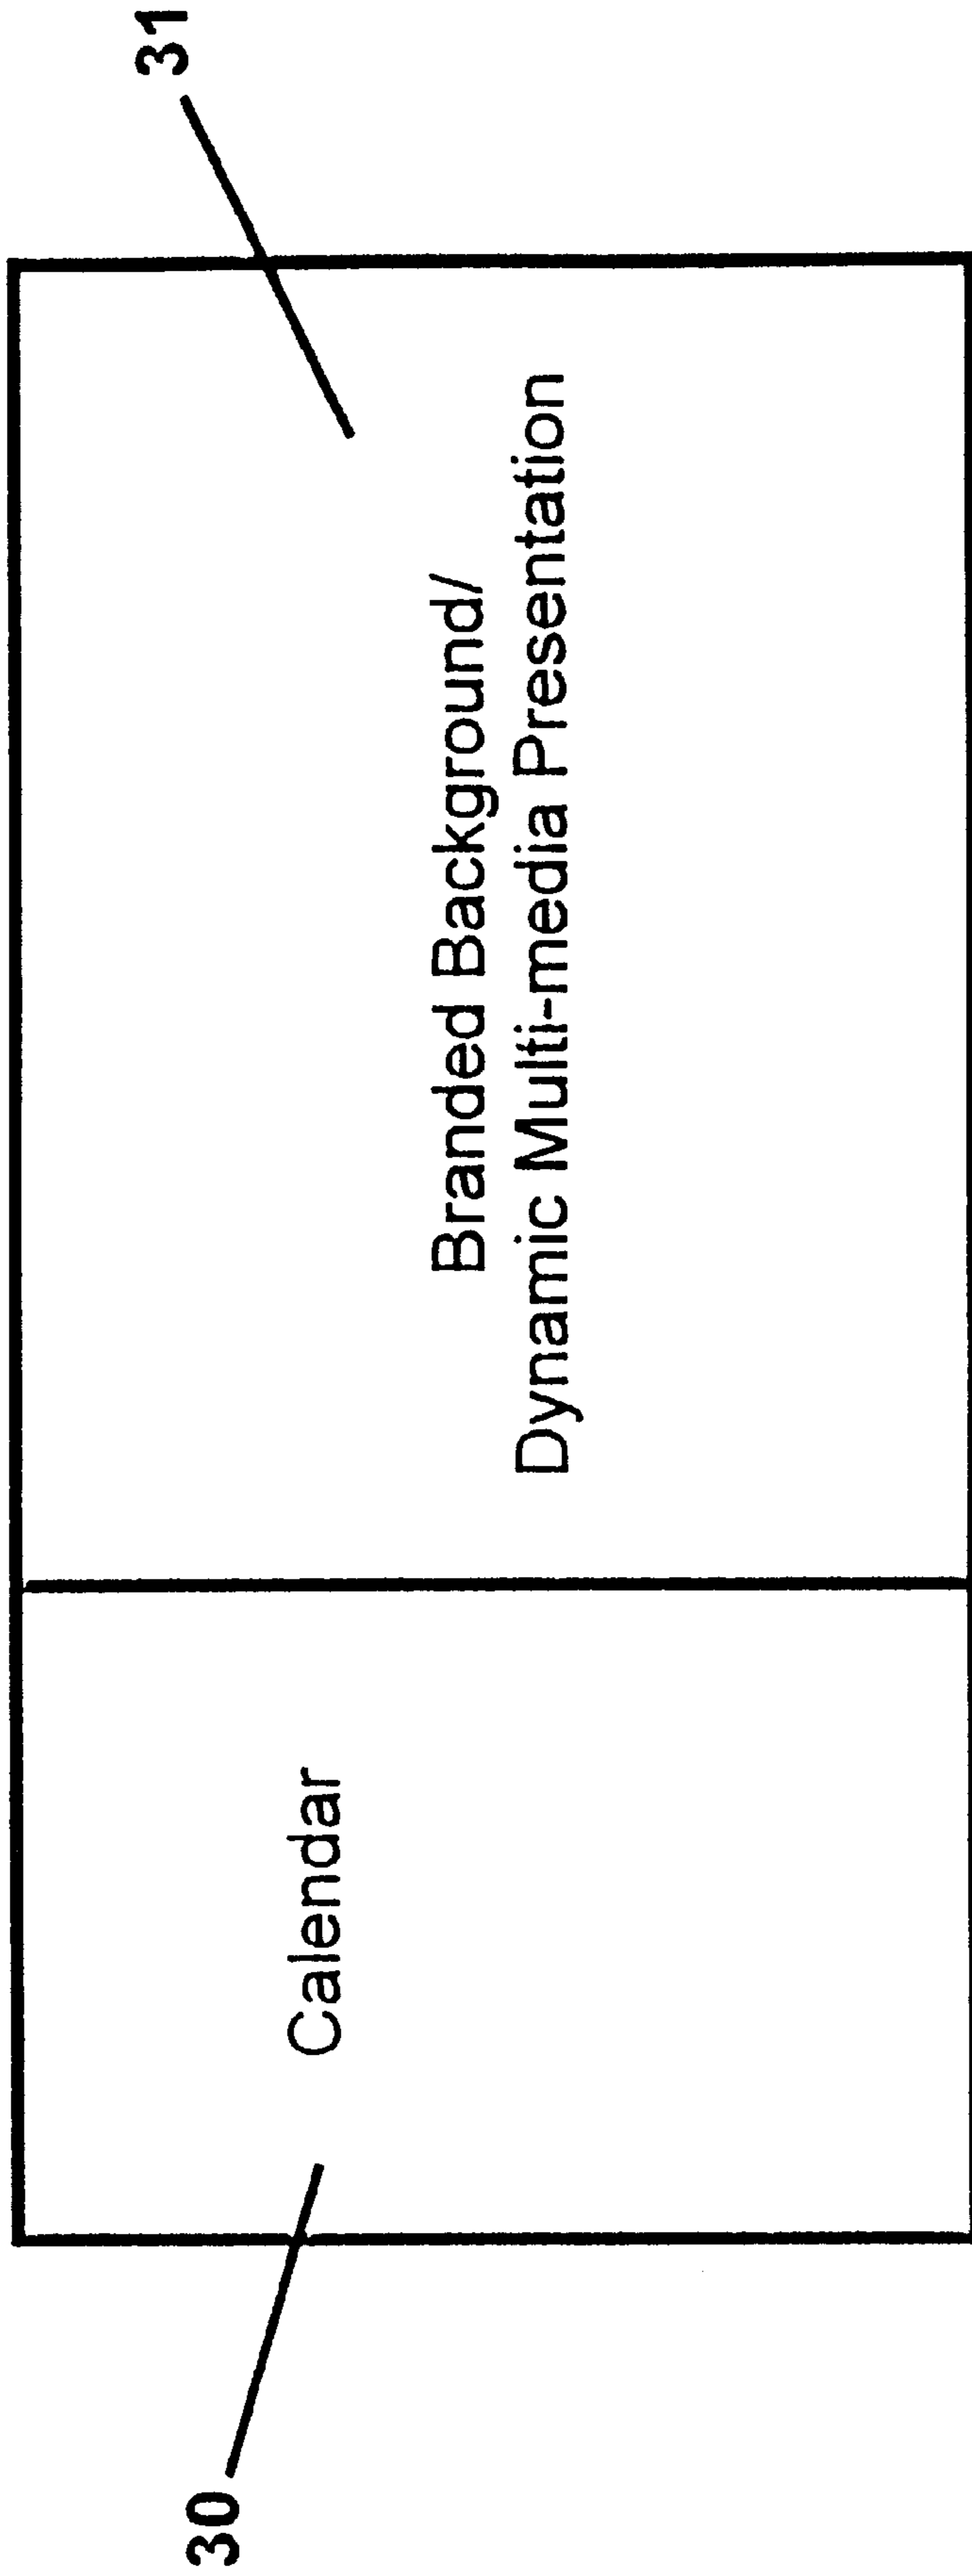 31
Branded Background/
Dynamic Multi-media Presentation
Calendar
30